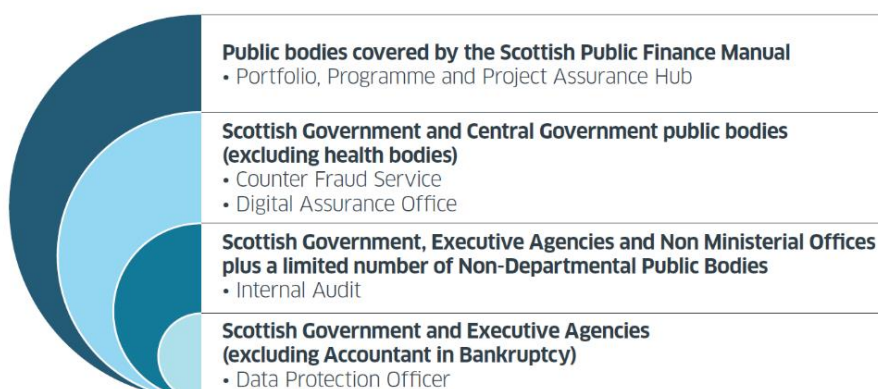 Public bodies covered by the Scottish Public Finance Manual
• Portfolio, Programme and Project Assurance Hub
Scottish Government and Central Government public bodies
(excluding health bodies)
• Counter Fraud Service
• Digital Assurance Office
Scottish Government, Executive Agencies and Non Ministerial Offices
plus a limited number of Non-Departmental Public Bodies
• Internal Audit
Scottish Government and Executive Agencies
(excluding Accountant in Bankruptcy)
• Data Protection Officer